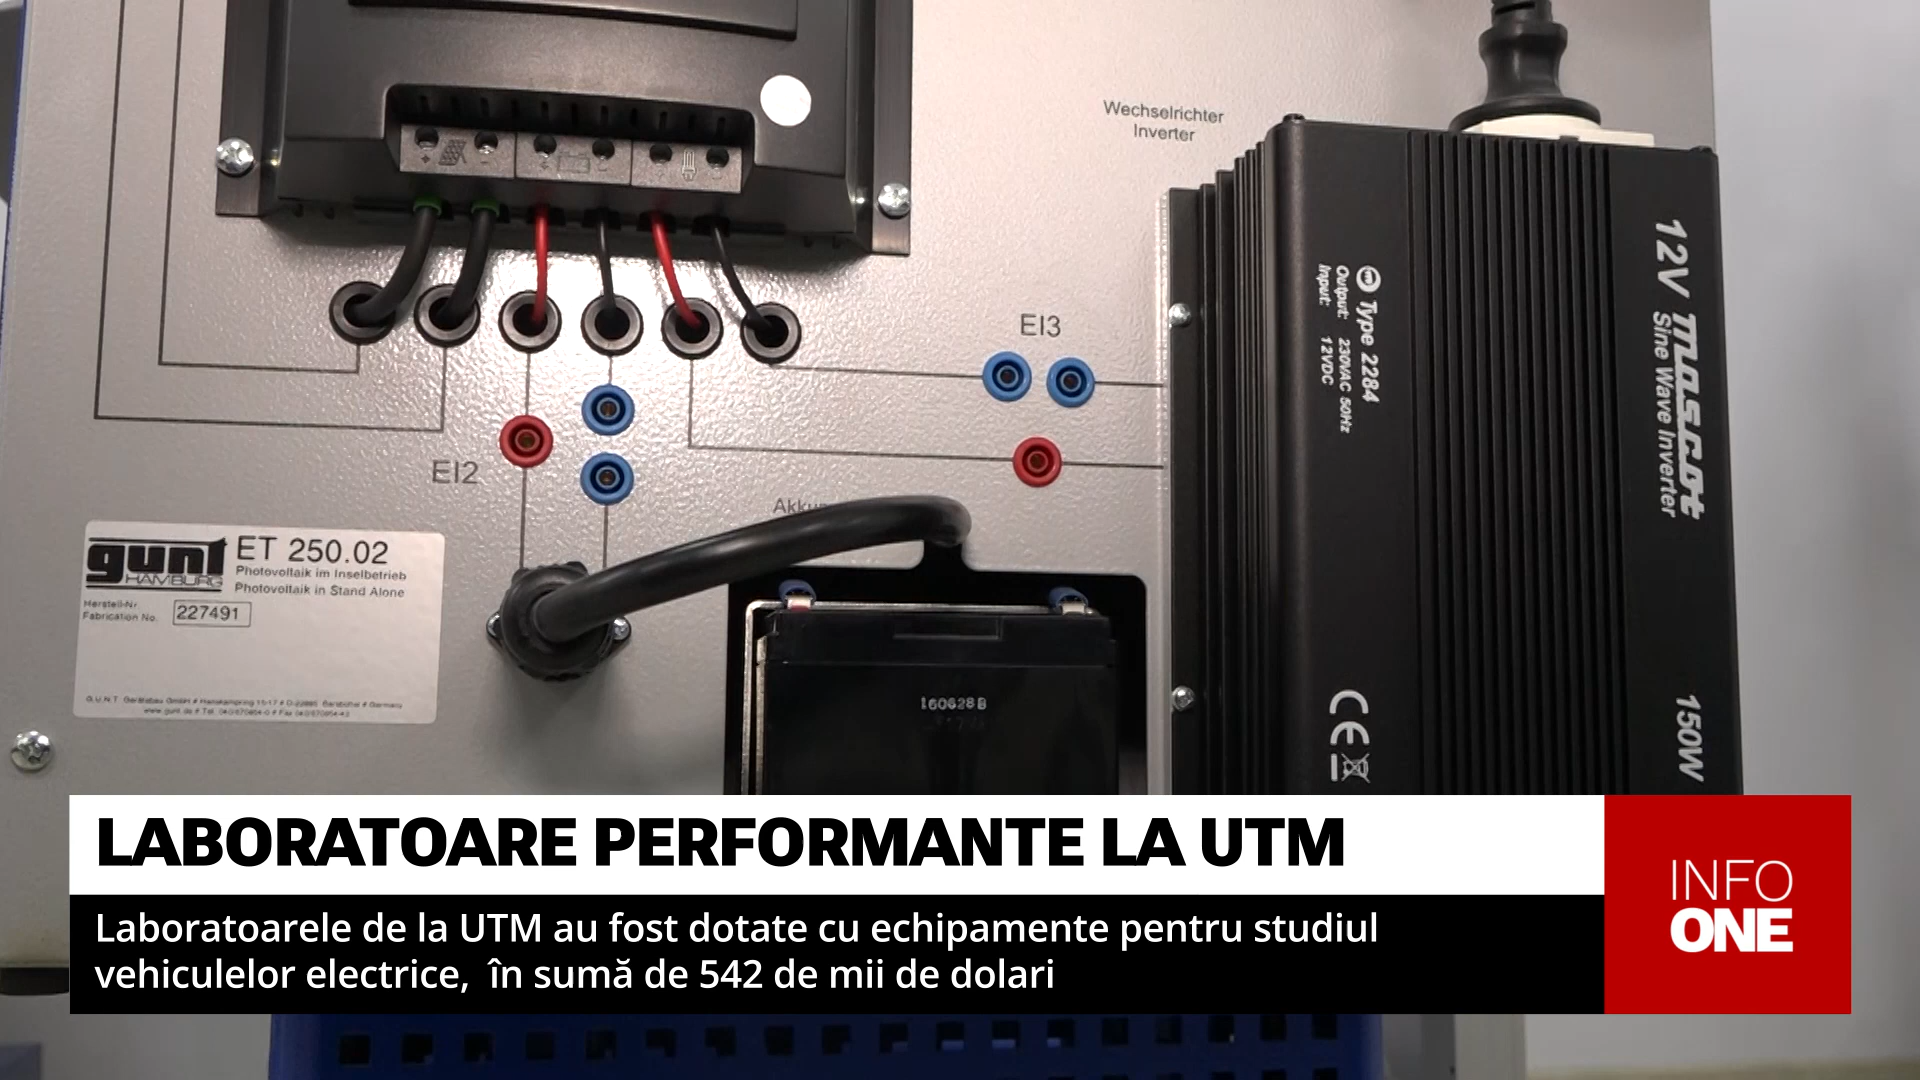 Wechselrichter
Inverter
12V mascot
Sine Wave Inverter
150W
Type 2284
Output: 230VAC 50Hz
Input: 12VDC
CE
EI3
EI2
gunt
HAMBURG
ET 250.02
Photovoltaik im Inselbetrieb
Photovoltaik in Stand Alone
Herstell-Nr
Fabrication No. 227491
160628B
LABORATOARE PERFORMANTE LA UTM
Laboratoarele de la UTM au fost dotate cu echipamente pentru studiul
vehiculelor electrice, în sumă de 542 de mii de dolari
INFO
ONE